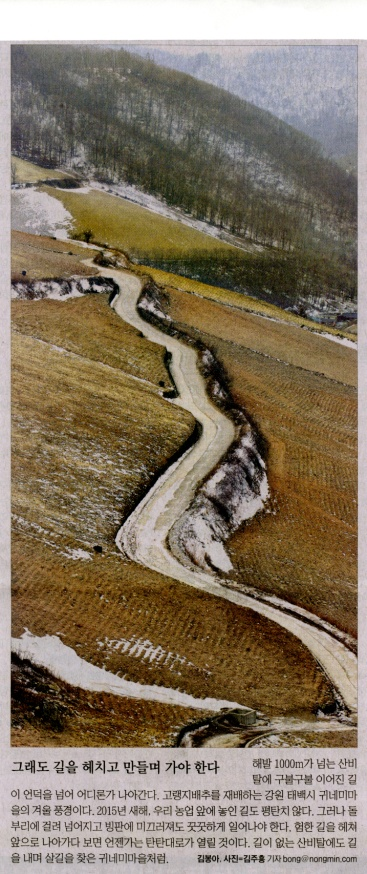 그래도 길을 헤치고 만들며 가야 한다
해발 1000m가 넘는 산비
탈에 구불구불 이어진 길
이 언덕을 넘어 어디론가 나아간다. 고랭지배추를 재배하는 강원 태백시 귀네미마
을의 겨울 풍경이다. 2015년 새해, 우리 농업 앞에 놓인 길도 평탄치 않다. 그러나 돌
부리에 걸려 넘어지고 빙판에 미끄러져도 꿋꿋하게 일어나야 한다. 험한 길을 헤쳐
앞으로 나아가다 보면 언젠가는 탄탄대로가 열릴 것이다. 길이 없는 산비탈에도 길
을 내며 살길을 찾은 귀네미마을처럼. 김봉아, 사진=김주흥 기자 bong@nongmin.com